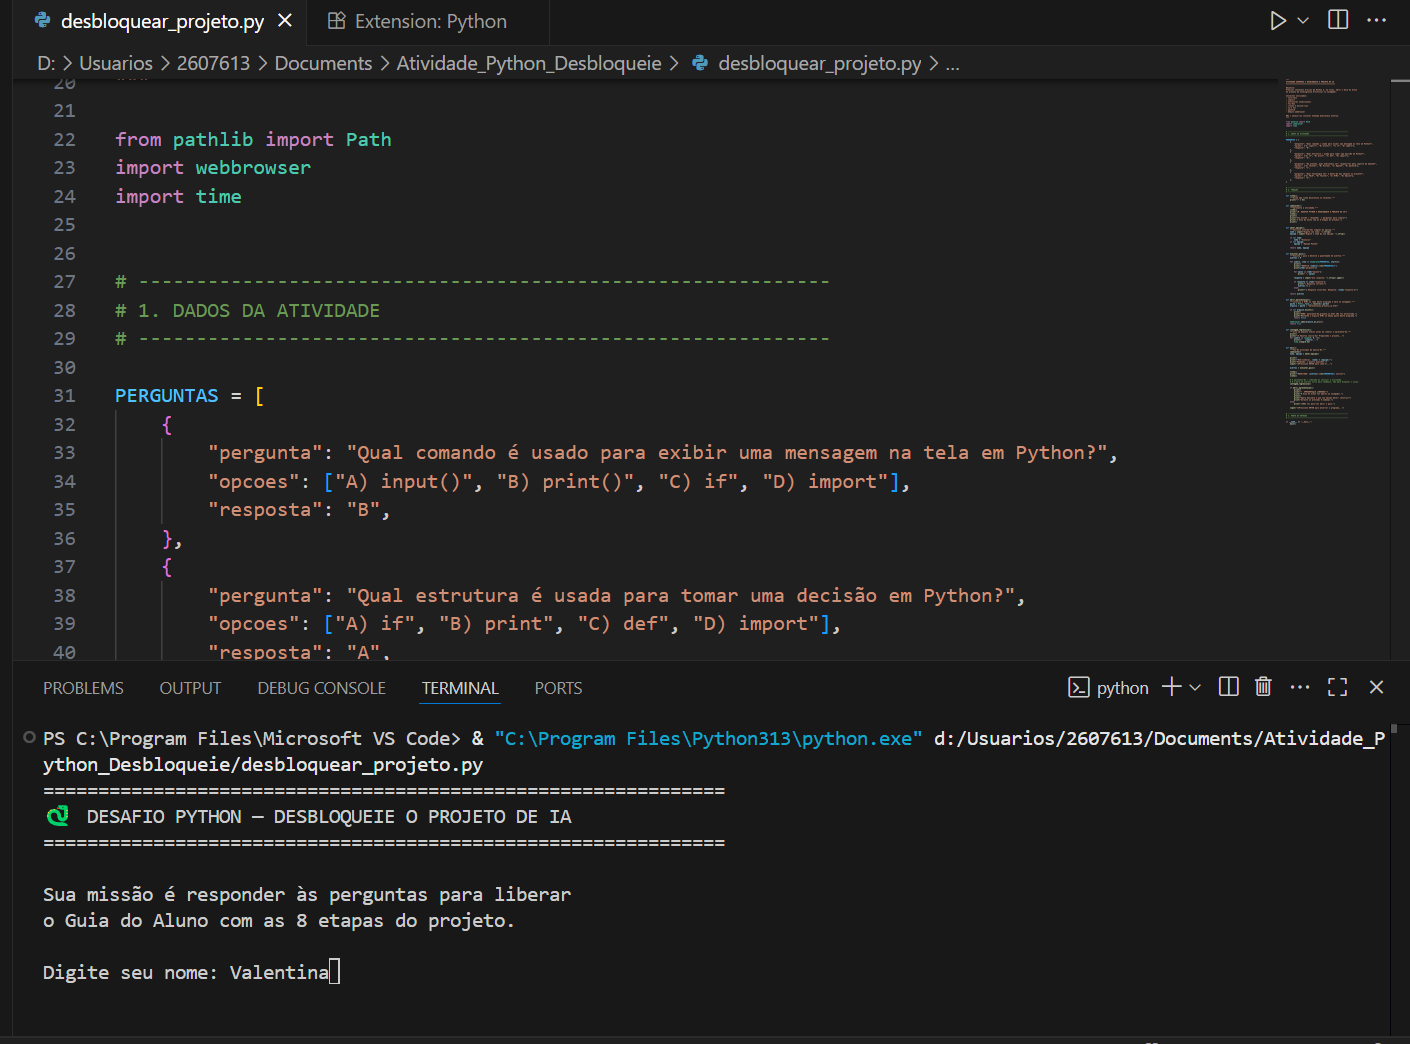 desbloquear_projeto.py Extension: Python
D: > Usuarios > 2607613 > Documents > Atividade_Python_Desbloqueie > desbloquear_projeto.py > ...
20 """
21
22 from pathlib import Path
23 import webbrowser
24 import time
25
26
27 # ------------------------------------------------------------
28 # 1. DADOS DA ATIVIDADE
29 # ------------------------------------------------------------
30
31 PERGUNTAS = [
32 {
33 "pergunta": "Qual comando é usado para exibir uma mensagem na tela em Python?",
34 "opcoes": ["A) input()", "B) print()", "C) if", "D) import"],
35 "resposta": "B",
36 },
37 {
38 "pergunta": "Qual estrutura é usada para tomar uma decisão em Python?",
39 "opcoes": ["A) if", "B) print", "C) def", "D) import"],
40 "resposta": "A",
PROBLEMS OUTPUT DEBUG CONSOLE TERMINAL PORTS python
PS C:\Program Files\Microsoft VS Code> & "C:\Program Files\Python313\python.exe" d:/Usuarios/2607613/Documents/Atividade_P
ython_Desbloqueie/desbloquear_projeto.py
==============================================================
DESAFIO PYTHON — DESBLOQUEIE O PROJETO DE IA
==============================================================
Sua missão é responder às perguntas para liberar
o Guia do Aluno com as 8 etapas do projeto.
Digite seu nome: Valentina